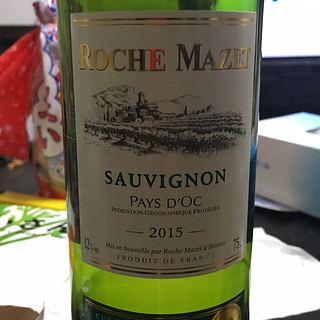 ROCHE MAZET
SAUVIGNON
PAYS D'OC
INDICATION GÉOGRAPHIQUE PROTÉGÉE
2015
12%vol. Mis en bouteille par Roche Mazet à Béziers 75
PRODUIT DE FRANCE